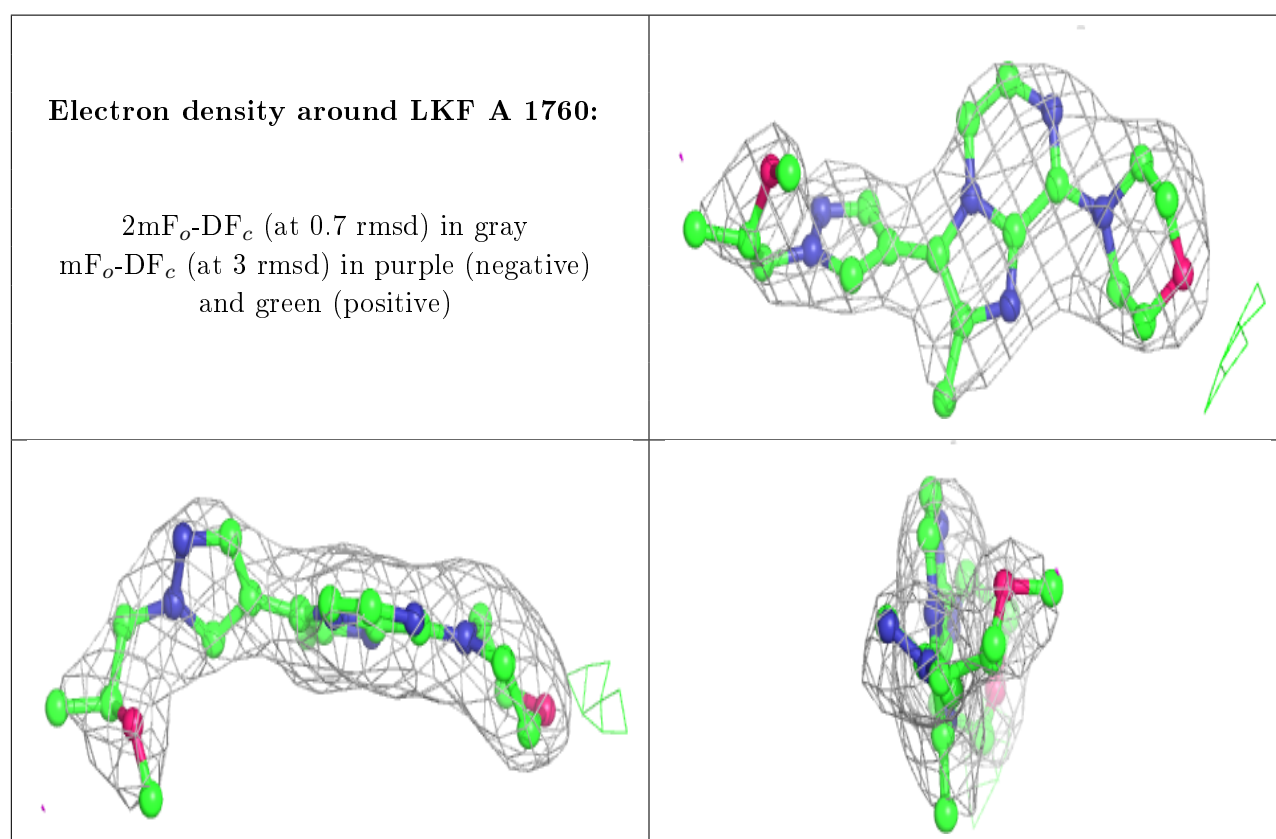 Electron density around LKF A 1760:
2mFo-DFc (at 0.7 rmsd) in gray
mFo-DFc (at 3 rmsd) in purple (negative)
and green (positive)